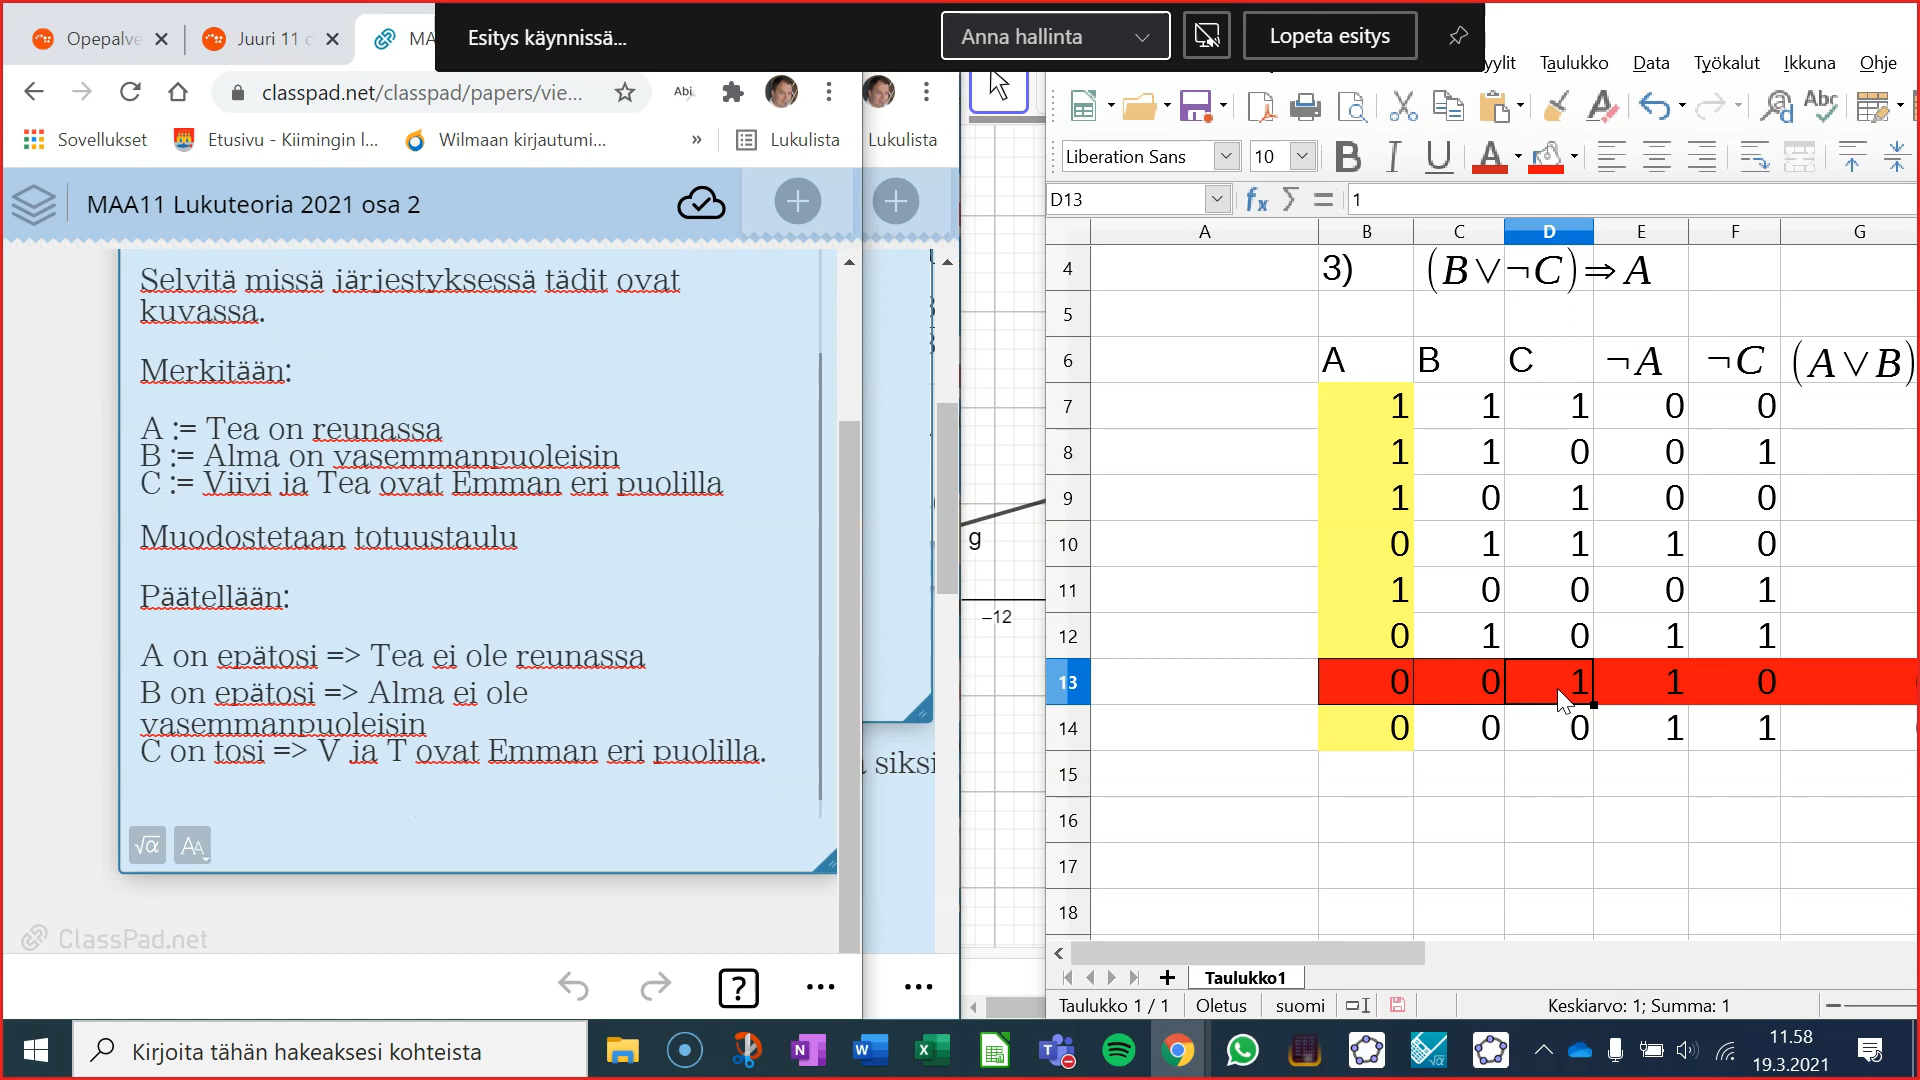 Opepalve
Juuri 11
MA
Esitys käynnissä...
Anna hallinta
Lopeta esitys
yylit Taulukko Data Työkalut Ikkuna Ohje
classpad.net/classpad/papers/vie...
Sovellukset
Etusivu - Kiimingin l...
Wilmaan kirjautumi...
»
Lukulista
Lukulista
Liberation Sans
10
MAA11 Lukuteoria 2021 osa 2
D13
1
A B C D E F G
Selvitä missä järjestyksessä tädit ovat
kuvassa.
Merkitään:
A := Tea on reunassa
B := Alma on vasemmanpuoleisin
C := Viivi ja Tea ovat Emman eri puolilla
Muodostetaan totuustaulu
Päätellään:
A on epätosi => Tea ei ole reunassa
B on epätosi => Alma ei ole
vasemmanpuoleisin
C on tosi => V ja T ovat Emman eri puolilla.
siksi
g
−12
4 3) (B∨¬C)⇒A
5
6 A B C ¬A ¬C (A∨B)
7 1 1 1 0 0
8 1 1 0 0 1
9 1 0 1 0 0
10 0 1 1 1 0
11 1 0 0 0 1
12 0 1 0 1 1
13 0 0 1 1 0
14 0 0 0 1 1
15
16
17
18
ClassPad.net
Taulukko1
Taulukko 1 / 1
Oletus
suomi
Keskiarvo: 1; Summa: 1
Kirjoita tähän hakeaksesi kohteista
11.58
19.3.2021